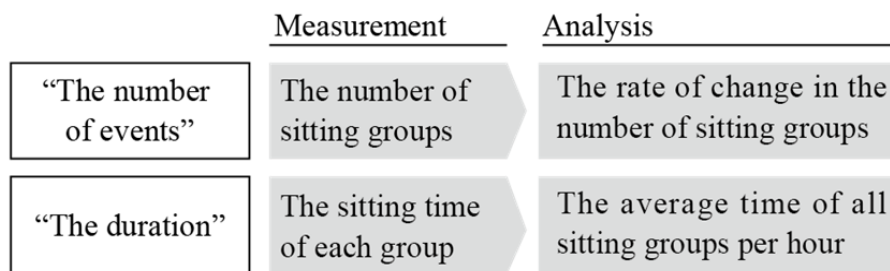 Measurement
Analysis
“The number
of events”
The number of
sitting groups
The rate of change in the
number of sitting groups
“The duration”
The sitting time
of each group
The average time of all
sitting groups per hour